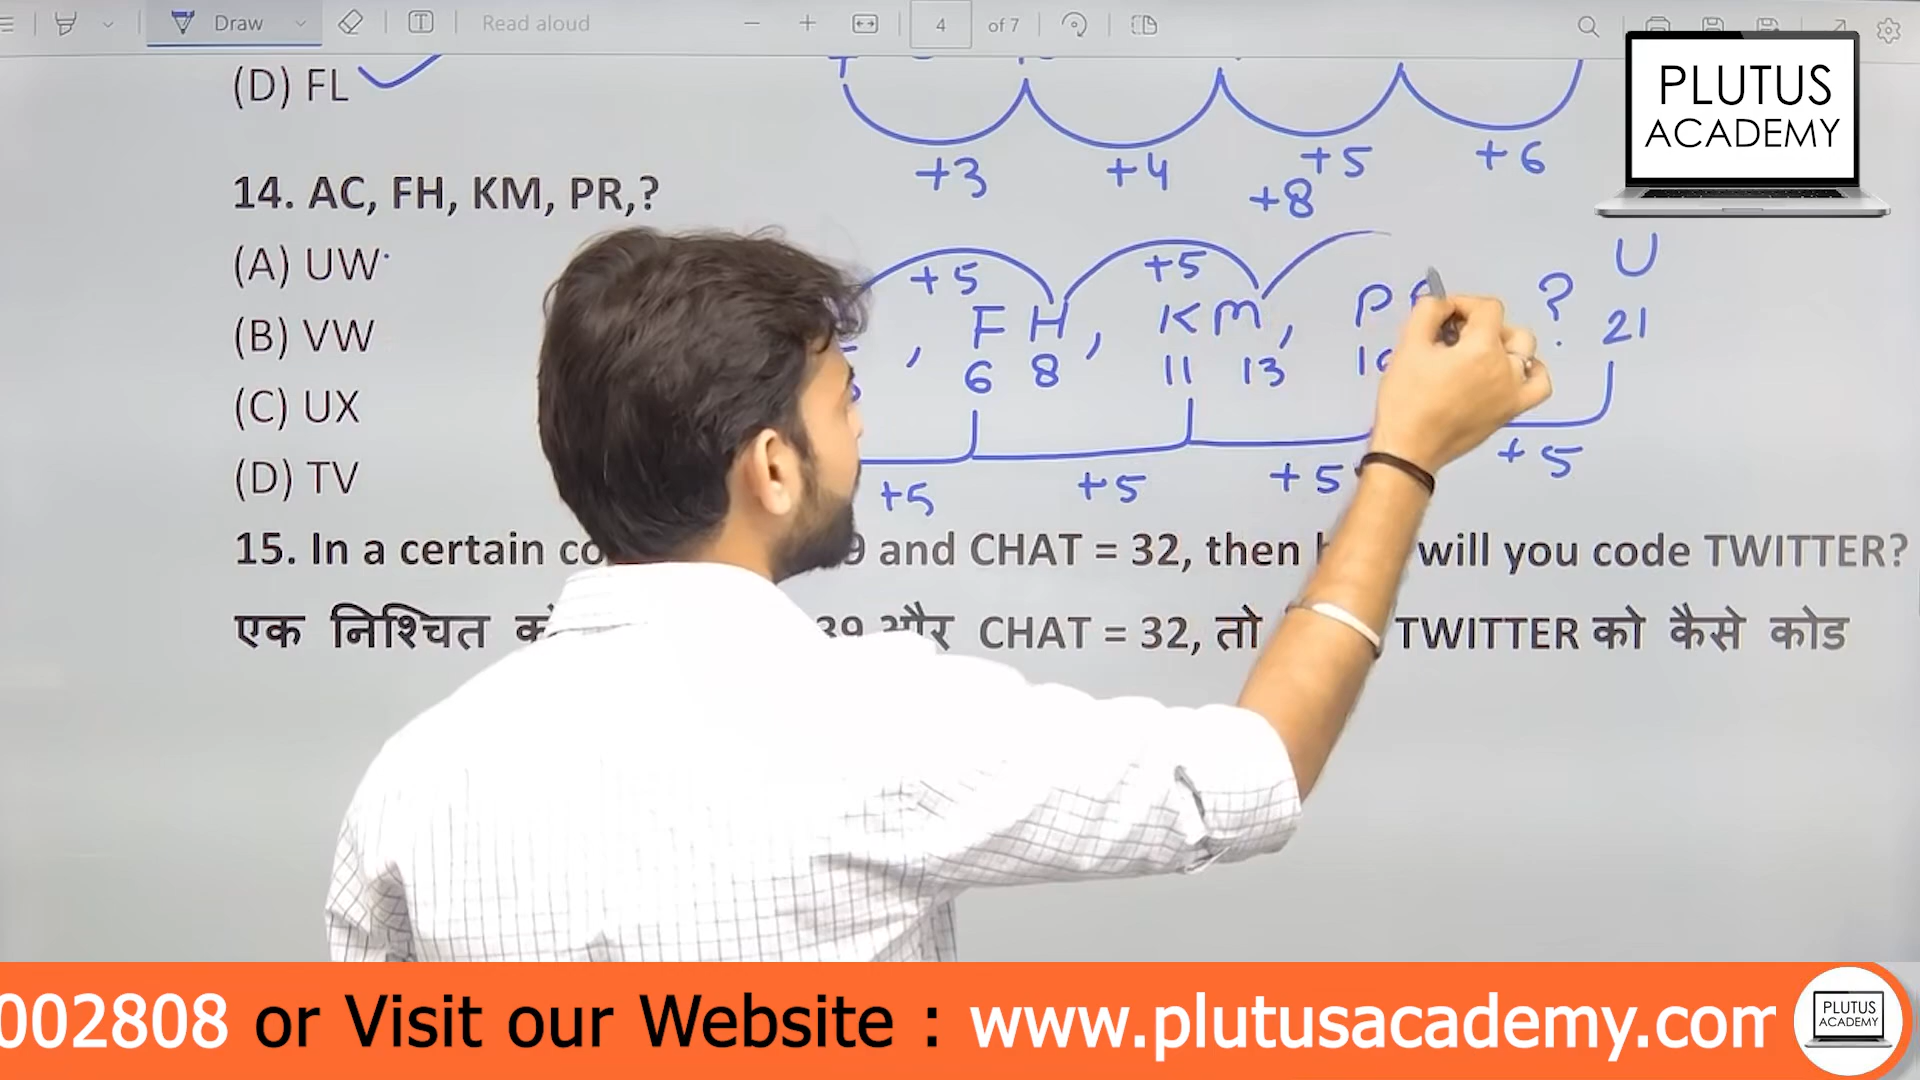 Draw
Read aloud
4 of 7
(D) FL
+3 +4 +5 +6
+8
PLUTUS
ACADEMY
14. AC, FH, KM, PR,?
(A) UW
(B) VW
(C) UX
(D) TV
+5 +5 U
F H, K M, P ? 21
, 6 8 11 13
+5 +5 +5 +5
15. In a certain 9 and CHAT = 32, then will you code TWITTER?
एक निश्चित 39 और CHAT = 32, तो TWITTER को कैसे कोड
002808 or Visit our Website : www.plutusacademy.com
PLUTUS
ACADEMY